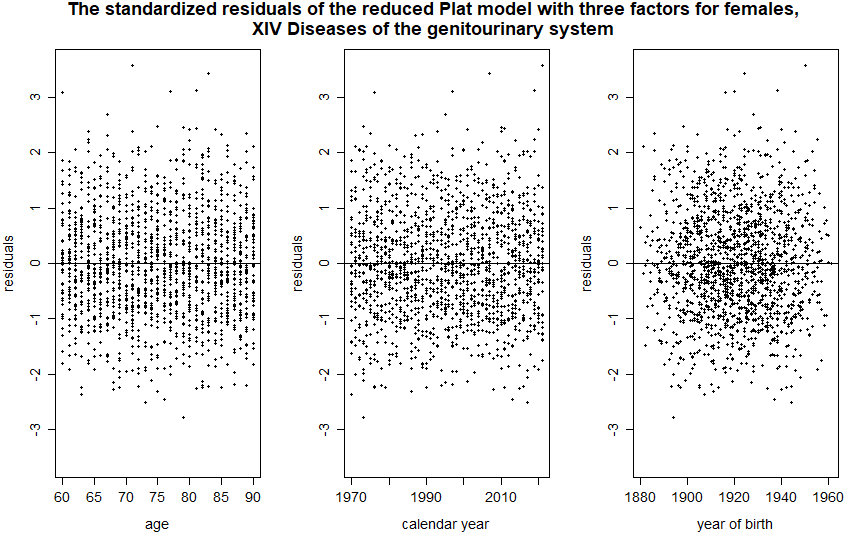 The standardized residuals of the reduced Plat model with three factors for females,
XIV Diseases of the genitourinary system
residuals
3
2
1
0
-1
-2
-3
60 65 70 75 80 85 90
age
residuals
3
2
1
0
-1
-2
-3
1970 1990 2010
calendar year
residuals
3
2
1
0
-1
-2
-3
1880 1900 1920 1940 1960
year of birth